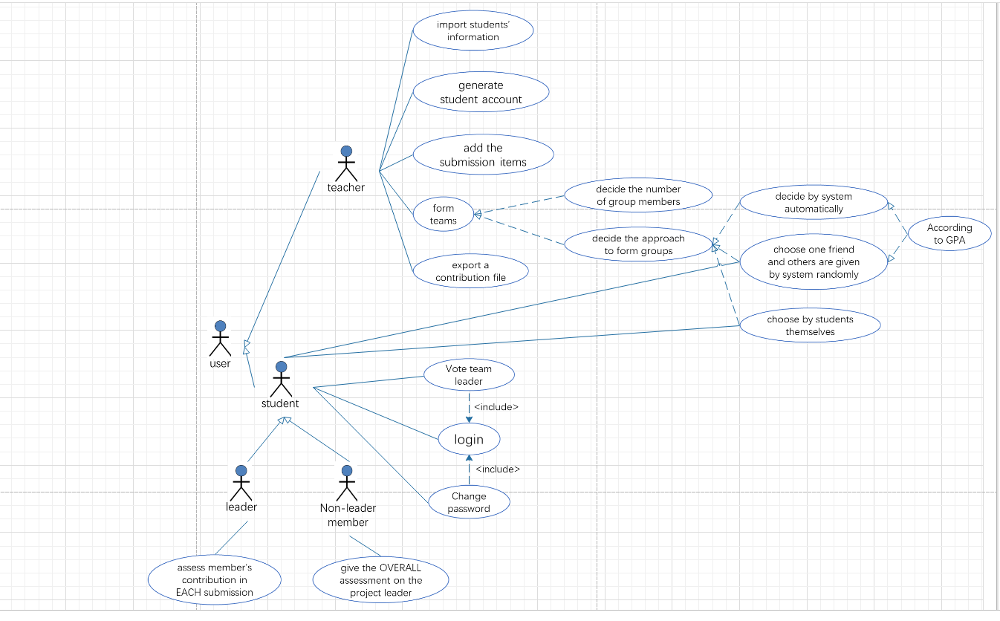 import students'
information
generate
student account
add the
submission items
teacher
form
teams
decide the number
of group members
decide by system
automatically
According
to GPA
decide the approach
to form groups
choose one friend
and others are given
by system randomly
export a
contribution file
choose by students
themselves
user
student
Vote team
leader
<include>
login
<include>
Change
password
leader
Non-leader
member
assess member's
contribution in
EACH submission
give the OVERALL
assessment on the
project leader